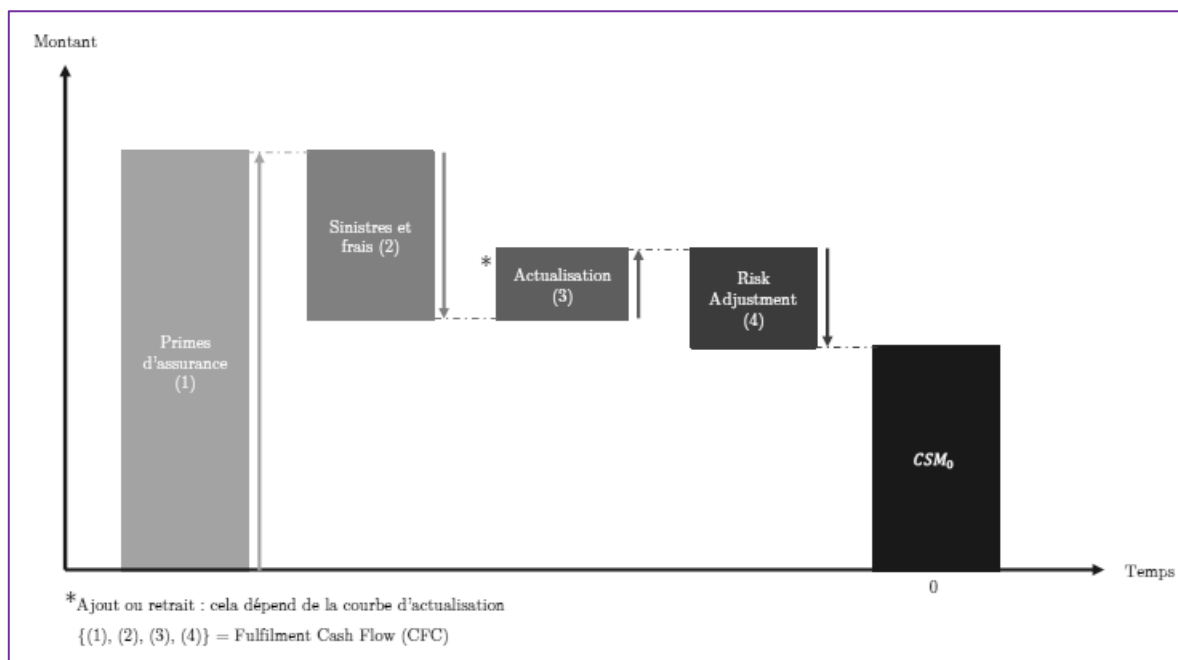 Montant
Primes
d'assurance
(1)
Sinistres et
frais (2)
*
Actualisation
(3)
Risk
Adjustment
(4)
CSM₀
0
Temps
*Ajout ou retrait : cela dépend de la courbe d'actualisation
{(1), (2), (3), (4)} = Fulfilment Cash Flow (CFC)